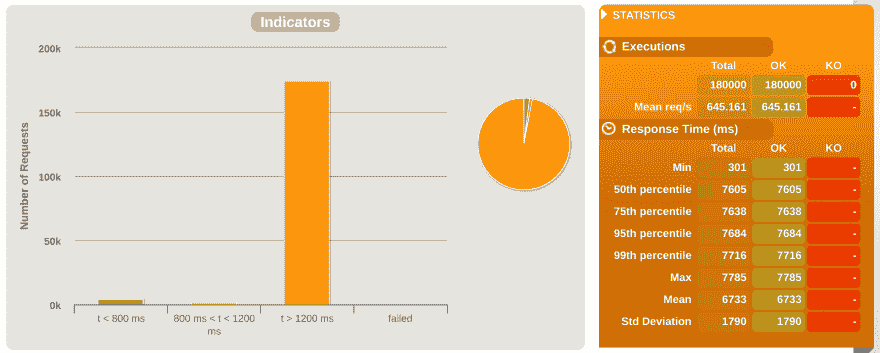 Indicators
Number of Requests
200k
150k
100k
50k
0k
t < 800 ms
800 ms < t < 1200
ms
t > 1200 ms
failed
STATISTICS
Executions
Total OK KO
180000 180000 0
Mean req/s 645.161 645.161 -
Response Time (ms)
Total OK KO
Min 301 301 -
50th percentile 7605 7605 -
75th percentile 7638 7638 -
95th percentile 7684 7684 -
99th percentile 7716 7716 -
Max 7785 7785 -
Mean 6733 6733 -
Std Deviation 1790 1790 -